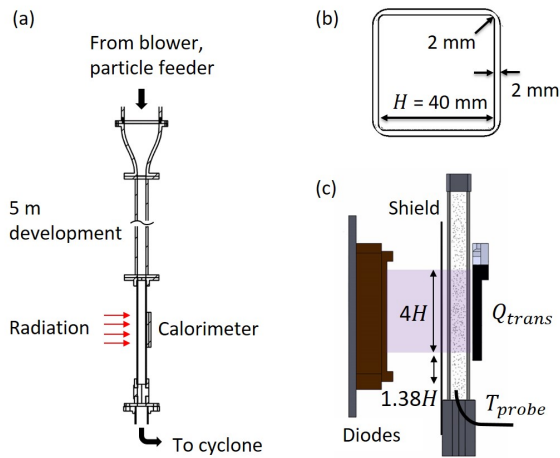 (a)
From blower,
particle feeder
5 m
development
Radiation
Calorimeter
To cyclone
(b)
2 mm
H = 40 mm
2 mm
(c)
Shield
4H
Q_trans
1.38H
T_probe
Diodes